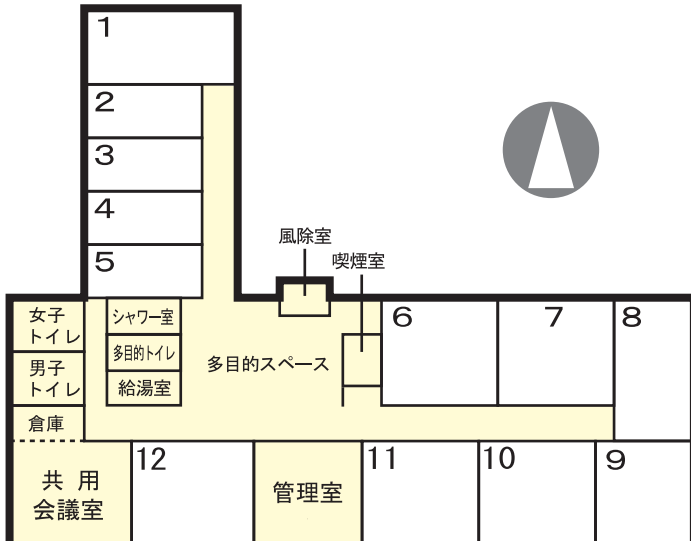 1
2
3
4
5
風除室
喫煙室
女子
トイレ
シャワー室
6
7
8
男子
トイレ
多目的トイレ
多目的スペース
給湯室
倉庫
共用
会議室
12
管理室
11
10
9